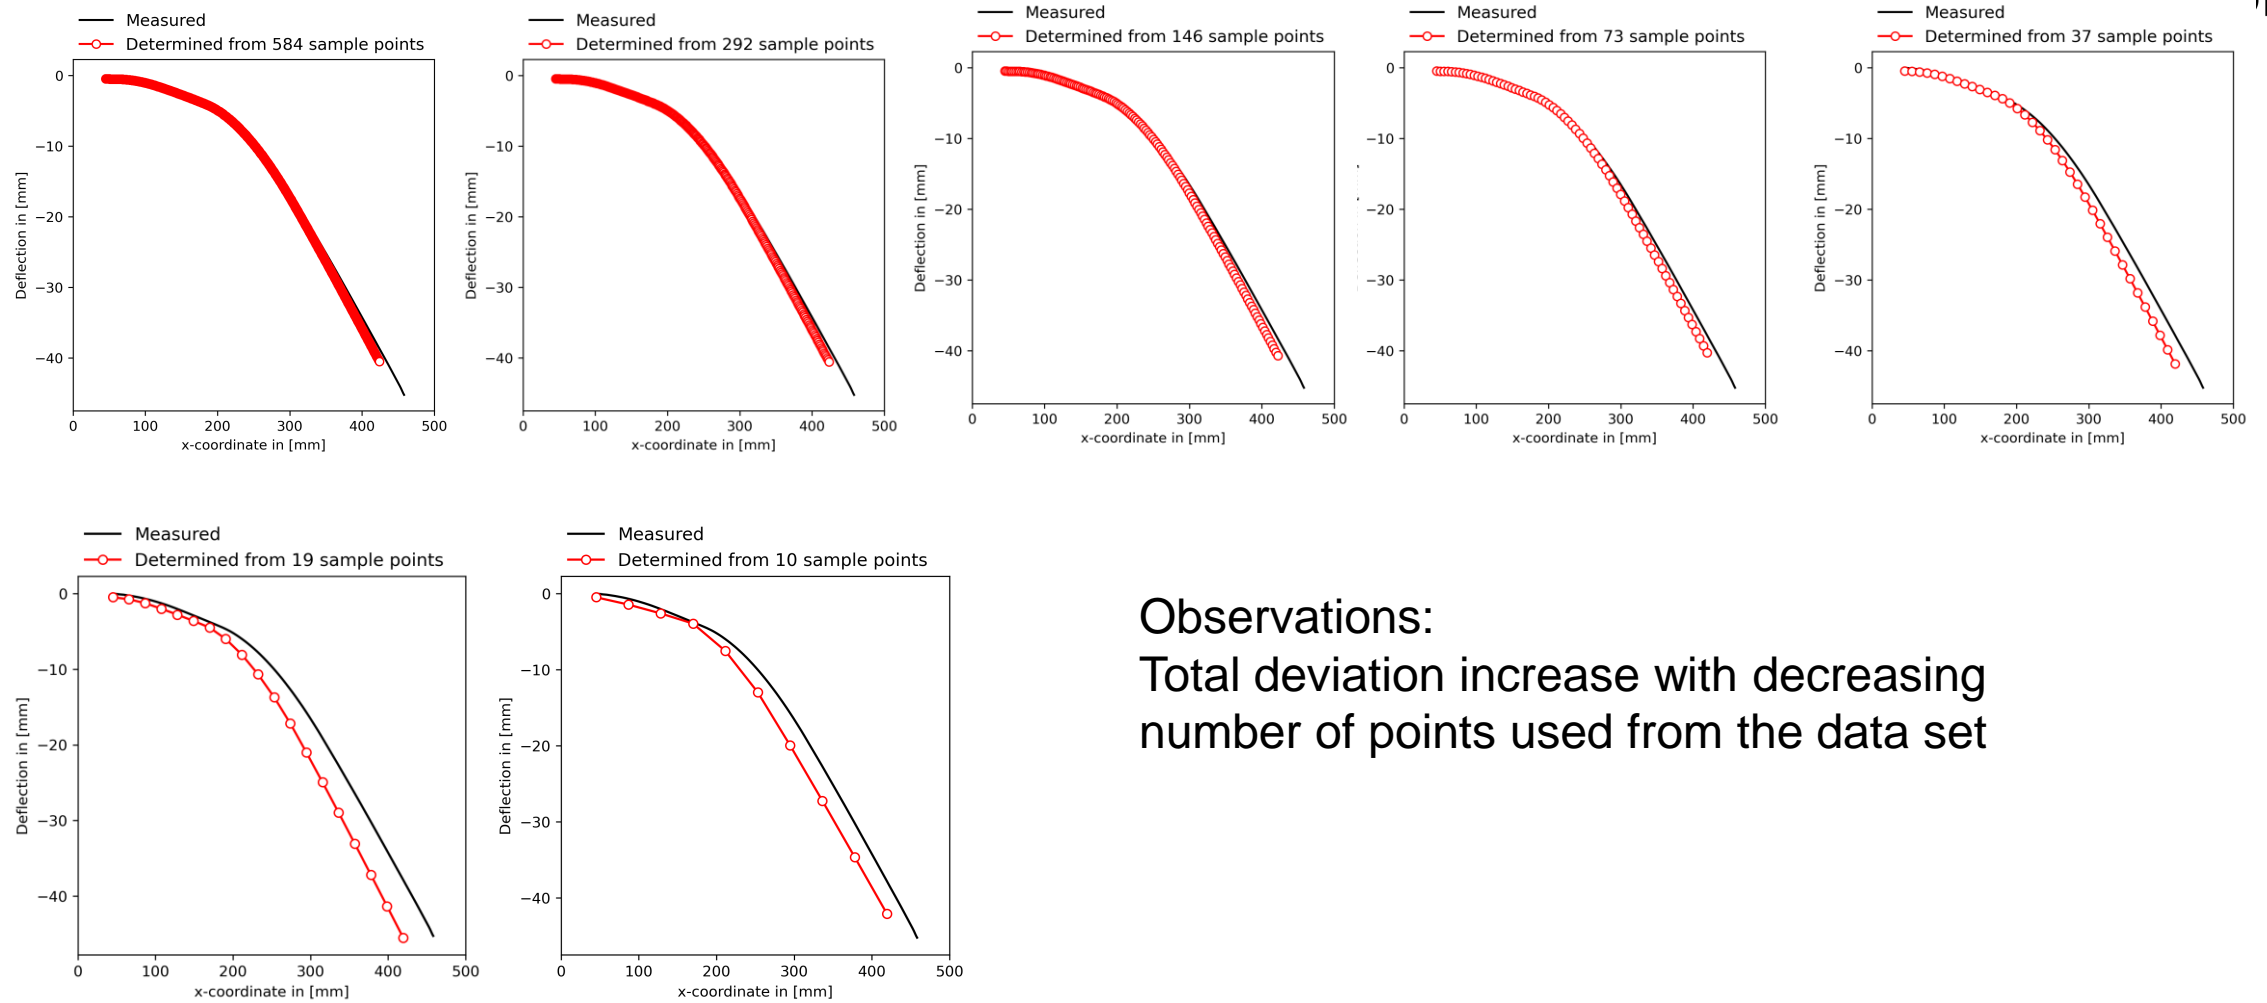 Measured
Determined from 584 sample points
0
−10
−20
−30
−40
Deflection in [mm]
0 100 200 300 400 500
x-coordinate in [mm]
Measured
Determined from 292 sample points
0
−10
−20
−30
−40
Deflection in [mm]
0 100 200 300 400 500
x-coordinate in [mm]
Measured
Determined from 146 sample points
0
−10
−20
−30
−40
Deflection in [mm]
0 100 200 300 400 500
x-coordinate in [mm]
Measured
Determined from 73 sample points
0
−10
−20
−30
−40
0 100 200 300 400 500
x-coordinate in [mm]
Measured
Determined from 37 sample points
0
−10
−20
−30
−40
Deflection in [mm]
0 100 200 300 400 500
x-coordinate in [mm]
Measured
Determined from 19 sample points
0
−10
−20
−30
−40
Deflection in [mm]
0 100 200 300 400 500
x-coordinate in [mm]
Measured
Determined from 10 sample points
0
−10
−20
−30
−40
Deflection in [mm]
0 100 200 300 400 500
x-coordinate in [mm]
Observations:
Total deviation increase with decreasing
number of points used from the data set